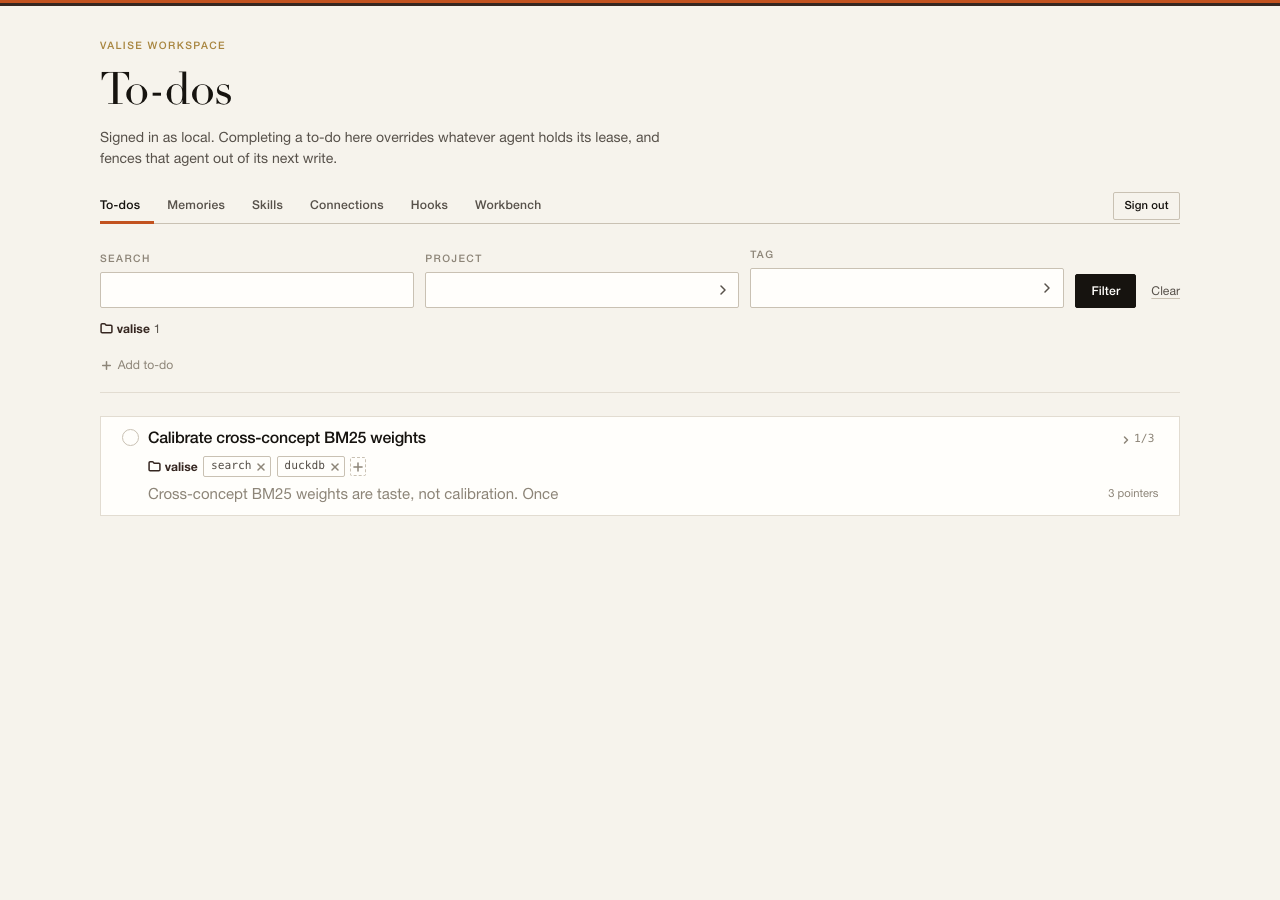 VALISE WORKSPACE
To-dos
Signed in as local. Completing a to-do here overrides whatever agent holds its lease, and
fences that agent out of its next write.
To-dos Memories Skills Connections Hooks Workbench Sign out
SEARCH PROJECT TAG
Filter Clear
valise 1
+ Add to-do
Calibrate cross-concept BM25 weights 1/3
valise search × duckdb × +
Cross-concept BM25 weights are taste, not calibration. Once 3 pointers